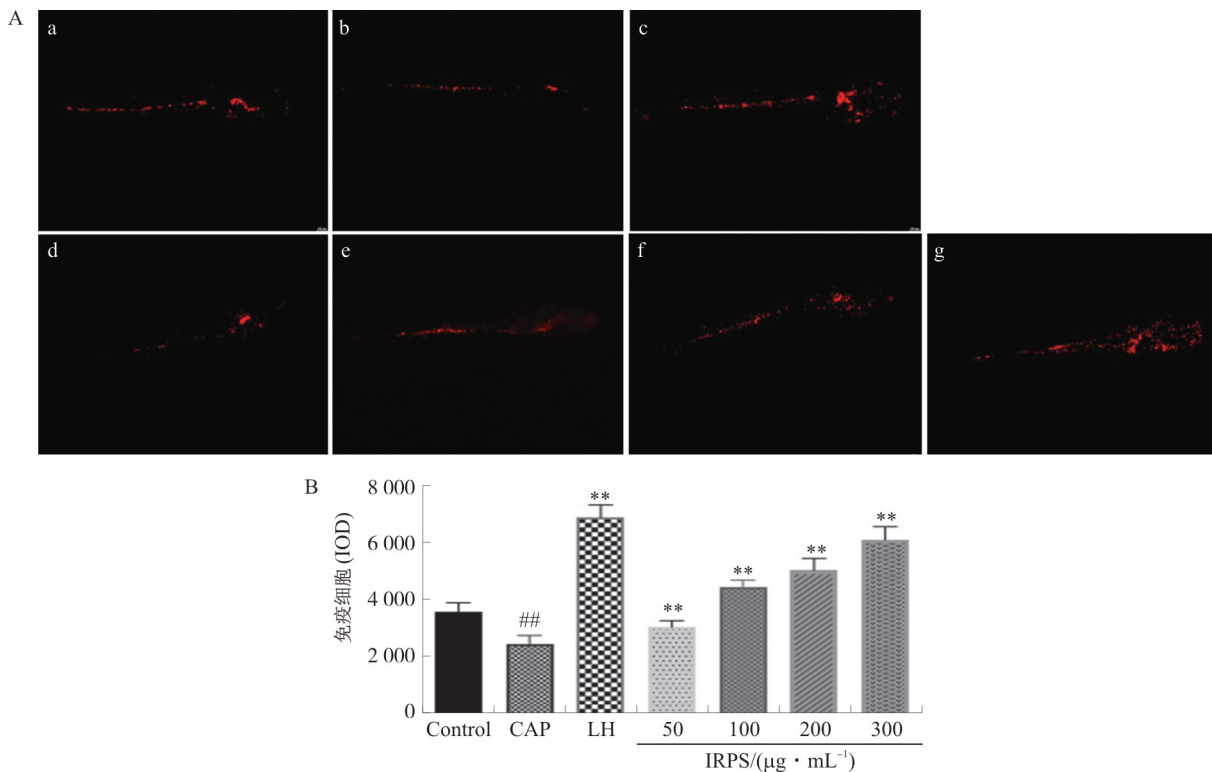 A
a
b
c
d
e
f
g
B
8 000
6 000
4 000
2 000
0
免疫细胞 (IOD)
##
**
**
**
**
**
Control CAP LH 50 100 200 300
IRPS/(μg · mL⁻¹)